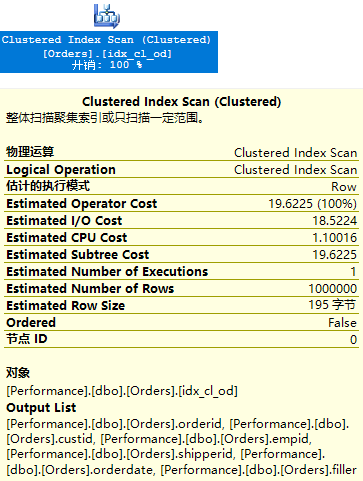 Clustered Index Scan (Clustered)
[Orders].[idx_cl_od]
开销: 100 %
Clustered Index Scan (Clustered)
整体扫描聚集索引或只扫描一定范围。
物理运算 Clustered Index Scan
Logical Operation Clustered Index Scan
估计的执行模式 Row
Estimated Operator Cost 19.6225 (100%)
Estimated I/O Cost 18.5224
Estimated CPU Cost 1.10016
Estimated Subtree Cost 19.6225
Estimated Number of Executions 1
Estimated Number of Rows 1000000
Estimated Row Size 195 字节
Ordered False
节点 ID 0
对象
[Performance].[dbo].[Orders].[idx_cl_od]
Output List
[Performance].[dbo].[Orders].orderid, [Performance].[dbo].
[Orders].custid, [Performance].[dbo].[Orders].empid,
[Performance].[dbo].[Orders].shipperid, [Performance].
[dbo].[Orders].orderdate, [Performance].[dbo].[Orders].filler